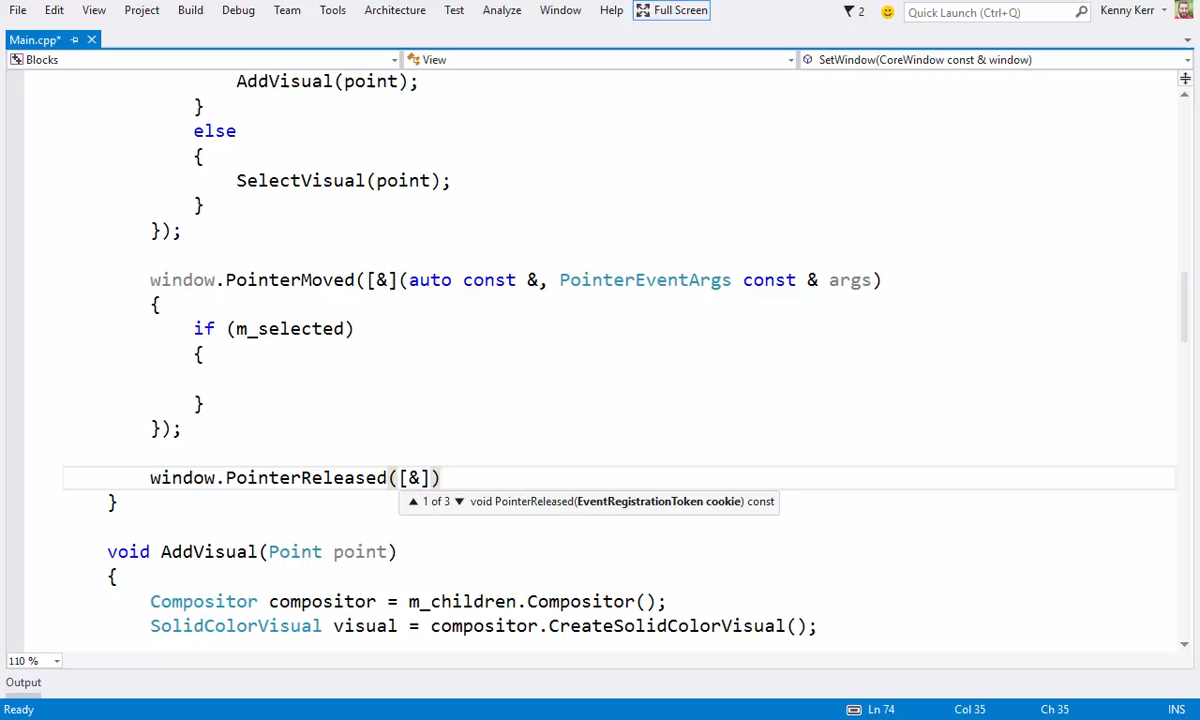 File Edit View Project Build Debug Team Tools Architecture Test Analyze Window Help Full Screen 2 Quick Launch (Ctrl+Q) Kenny Kerr
Main.cpp*
Blocks View SetWindow(CoreWindow const & window)
AddVisual(point);
}
else
{
SelectVisual(point);
}
});
window.PointerMoved([&](auto const &, PointerEventArgs const & args)
{
if (m_selected)
{
}
});
window.PointerReleased([&])
1 of 3 void PointerReleased(EventRegistrationToken cookie) const
}
void AddVisual(Point point)
{
Compositor compositor = m_children.Compositor();
SolidColorVisual visual = compositor.CreateSolidColorVisual();
110 %
Output
Ready Ln 74 Col 35 Ch 35 INS